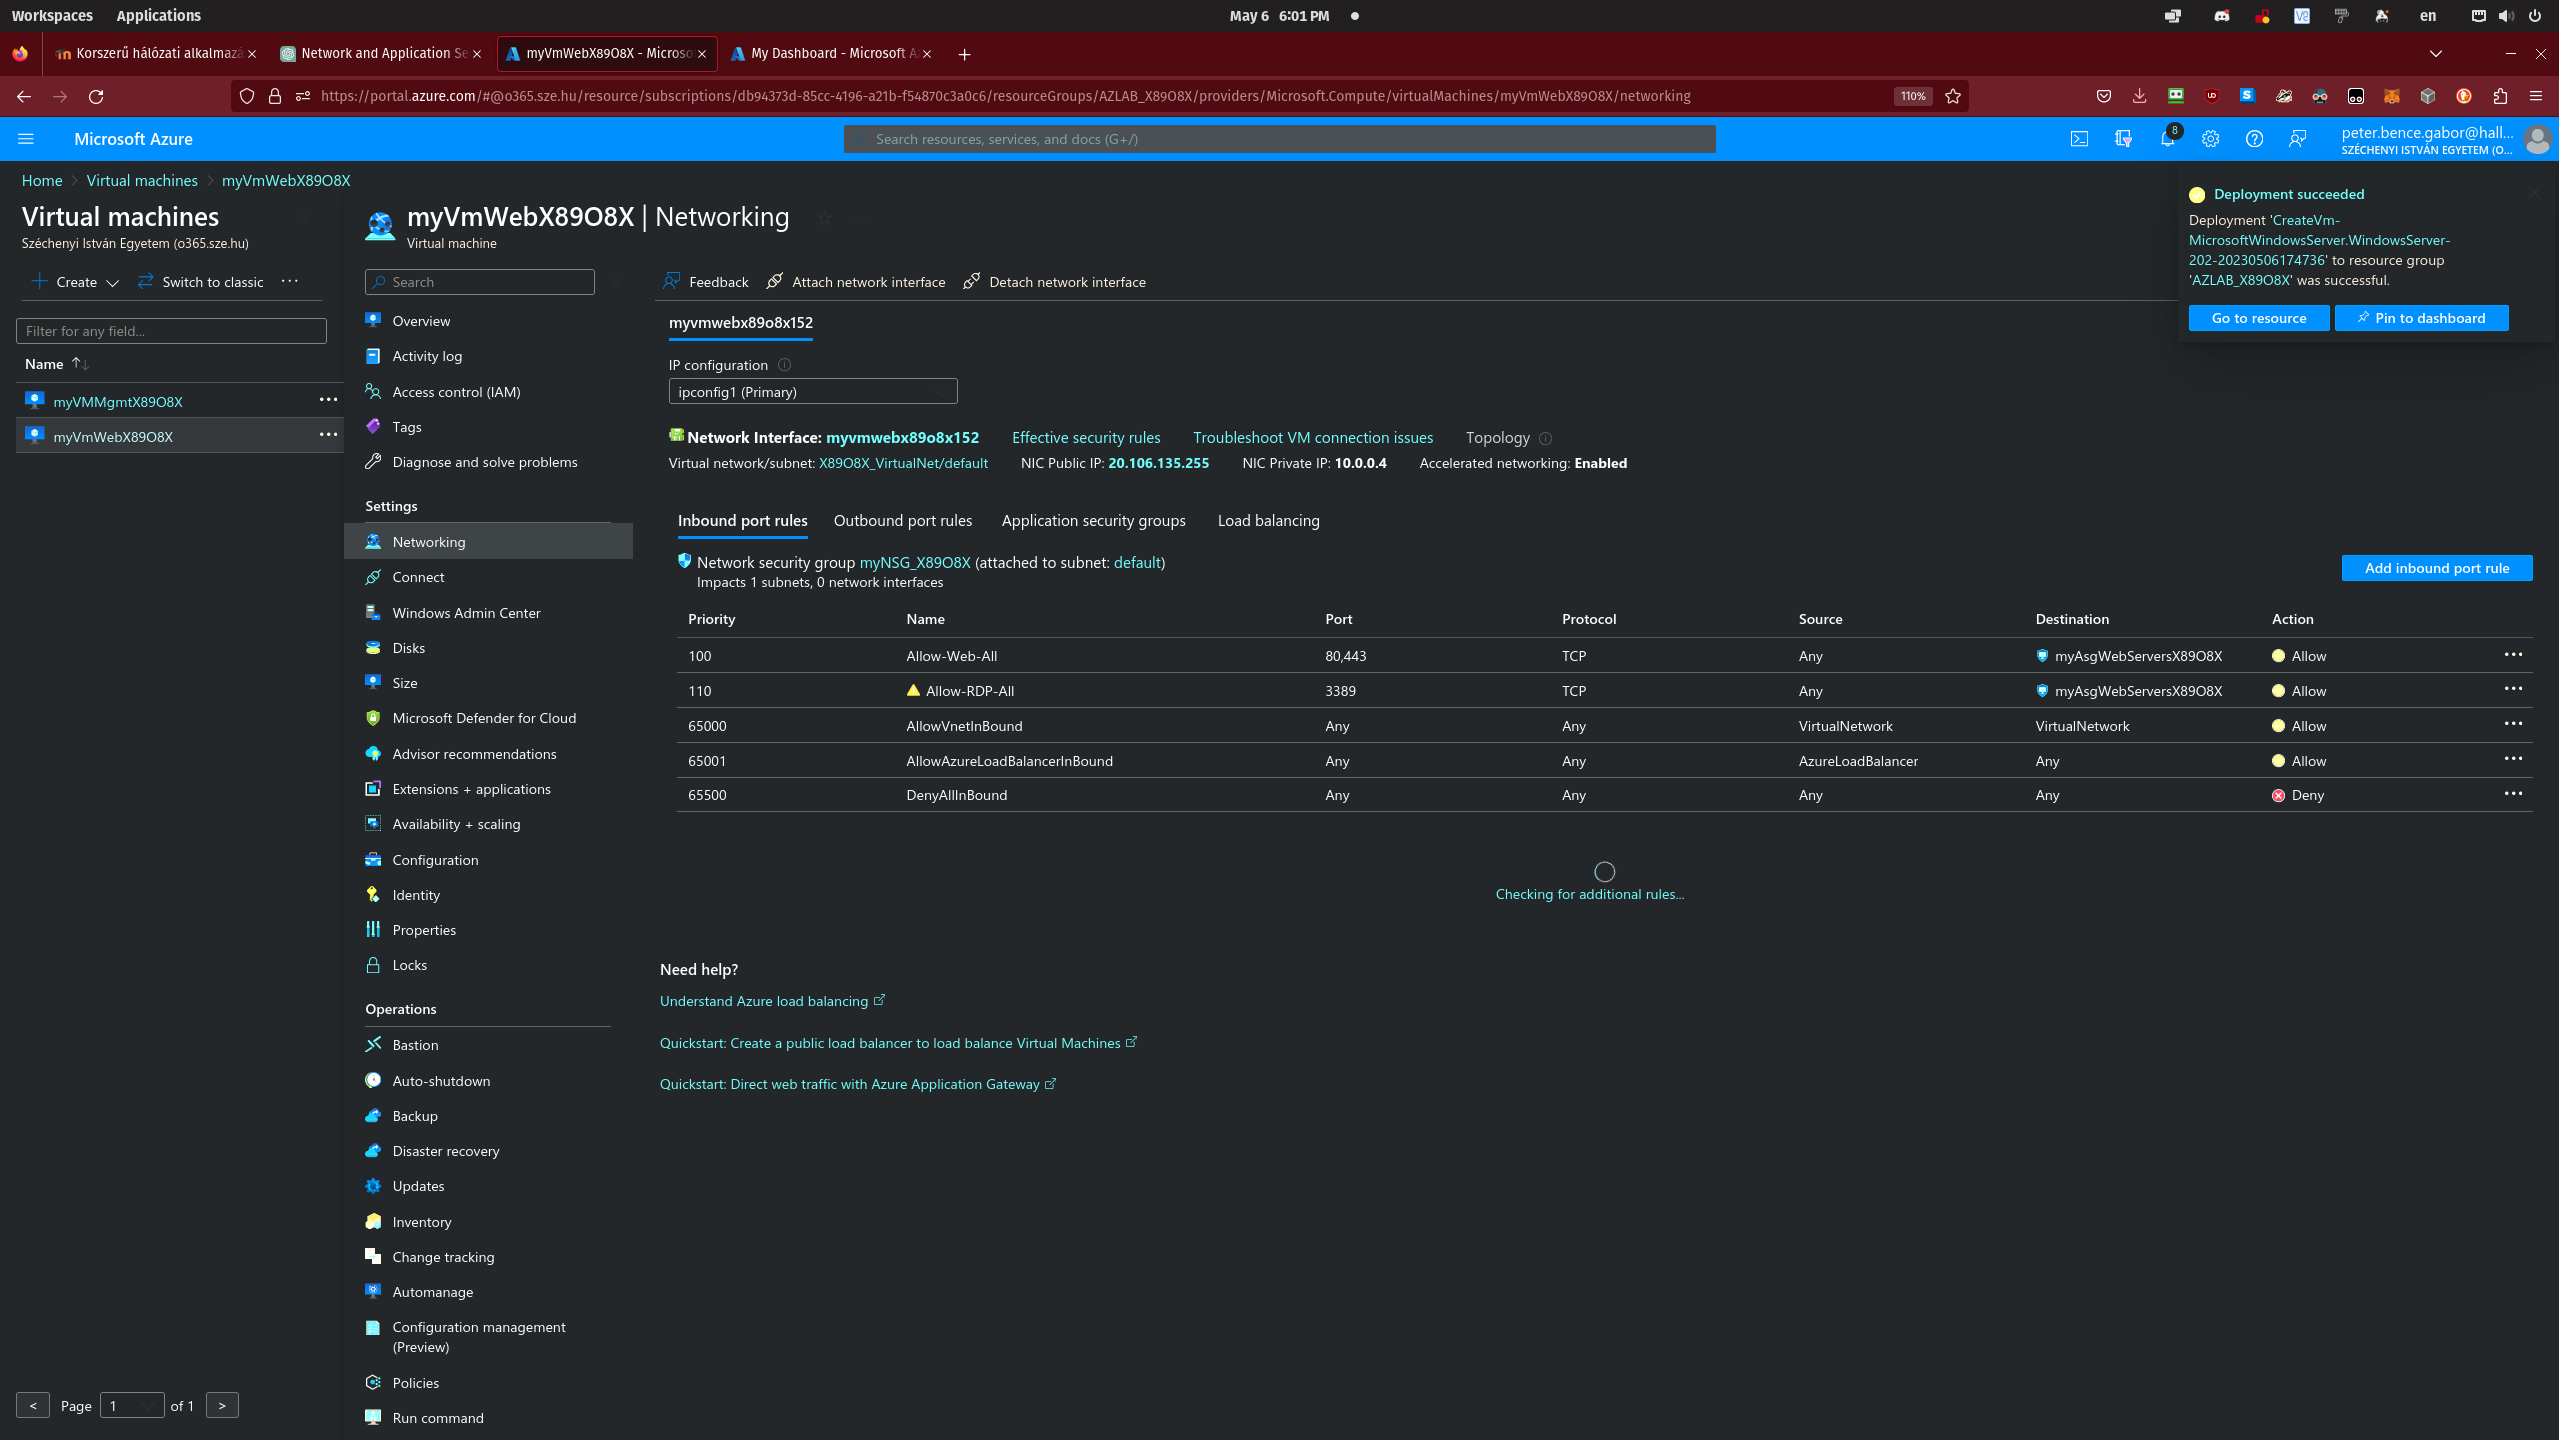 Workspaces Applications May 6 6:01 PM en
Korszerű hálózati alkalmazá Network and Application Se myVmWebX89O8X - Microso My Dashboard - Microsoft A
https://portal.azure.com/#@o365.sze.hu/resource/subscriptions/db94373d-85cc-4196-a21b-f54870c3a0c6/resourceGroups/AZLAB_X89O8X/providers/Microsoft.Compute/virtualMachines/myVmWebX89O8X/networking 110%
Microsoft Azure Search resources, services, and docs (G+/) 8 peter.bence.gabor@hall...
SZÉCHENYI ISTVÁN EGYETEM (O...
Home Virtual machines myVmWebX89O8X
Virtual machines
Széchenyi István Egyetem (o365.sze.hu)
Create Switch to classic ...
Filter for any field...
Name
myVMMgmtX89O8X ...
myVmWebX89O8X ...
< Page 1 of 1 >
myVmWebX89O8X | Networking
Virtual machine
Search
Overview
Activity log
Access control (IAM)
Tags
Diagnose and solve problems
Settings
Networking
Connect
Windows Admin Center
Disks
Size
Microsoft Defender for Cloud
Advisor recommendations
Extensions + applications
Availability + scaling
Configuration
Identity
Properties
Locks
Operations
Bastion
Auto-shutdown
Backup
Disaster recovery
Updates
Inventory
Change tracking
Automanage
Configuration management
(Preview)
Policies
Run command
Feedback Attach network interface Detach network interface
myvmwebx89o8x152
IP configuration
ipconfig1 (Primary)
Network Interface: myvmwebx89o8x152 Effective security rules Troubleshoot VM connection issues Topology
Virtual network/subnet: X89O8X_VirtualNet/default NIC Public IP: 20.106.135.255 NIC Private IP: 10.0.0.4 Accelerated networking: Enabled
Inbound port rules Outbound port rules Application security groups Load balancing
Network security group myNSG_X89O8X (attached to subnet: default)
Impacts 1 subnets, 0 network interfaces
Add inbound port rule
Priority Name Port Protocol Source Destination Action
100 Allow-Web-All 80,443 TCP Any myAsgWebServersX89O8X Allow ...
110 Allow-RDP-All 3389 TCP Any myAsgWebServersX89O8X Allow ...
65000 AllowVnetInBound Any Any VirtualNetwork VirtualNetwork Allow ...
65001 AllowAzureLoadBalancerInBound Any Any AzureLoadBalancer Any Allow ...
65500 DenyAllInBound Any Any Any Any Deny ...
Checking for additional rules...
Need help?
Understand Azure load balancing
Quickstart: Create a public load balancer to load balance Virtual Machines
Quickstart: Direct web traffic with Azure Application Gateway
Deployment succeeded
Deployment 'CreateVm-
MicrosoftWindowsServer.WindowsServer-
202-20230506174736' to resource group
'AZLAB_X89O8X' was successful.
Go to resource Pin to dashboard